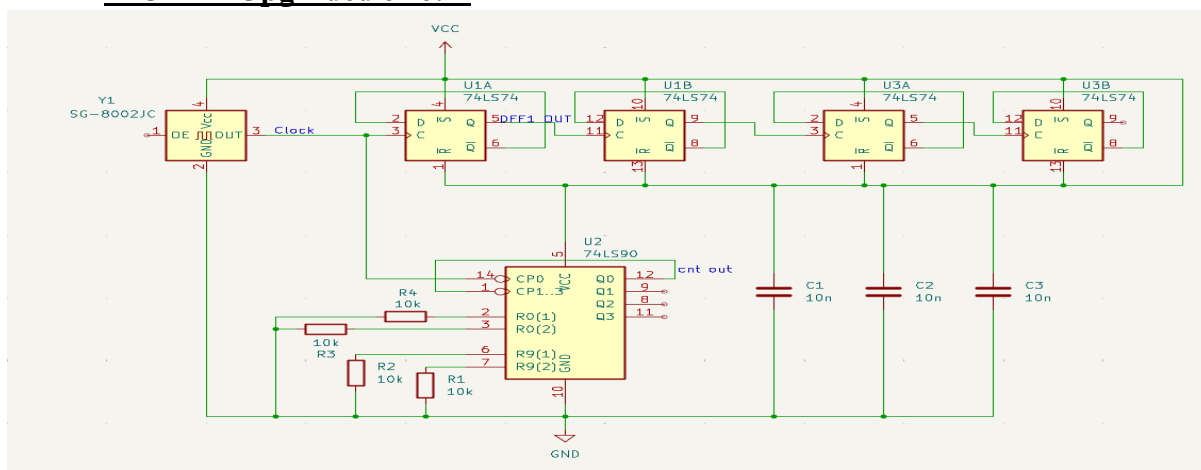 VCC
Y1
SG-8002JC
4
Vcc
1
OE
OUT
3
Clock
GND
2
U1A
74LS74
4
2
D
S
Q
5
DFF1 OUT
3
C
R
Q
6
1
U1B
74LS74
10
12
D
S
Q
9
11
C
R
Q
8
13
U3A
74LS74
4
2
D
S
Q
5
3
C
R
Q
6
1
U3B
74LS74
10
12
D
S
Q
9
11
C
R
Q
8
13
U2
74LS90
5
VCC
14
CP0
Q0
12
cnt out
1
CP1..3
Q1
9
Q2
8
2
R0(1)
Q3
11
3
R0(2)
6
R9(1)
7
R9(2)
GND
10
R4
10k
10k
R3
R2
10k
R1
10k
C1
10n
C2
10n
C3
10n
GND